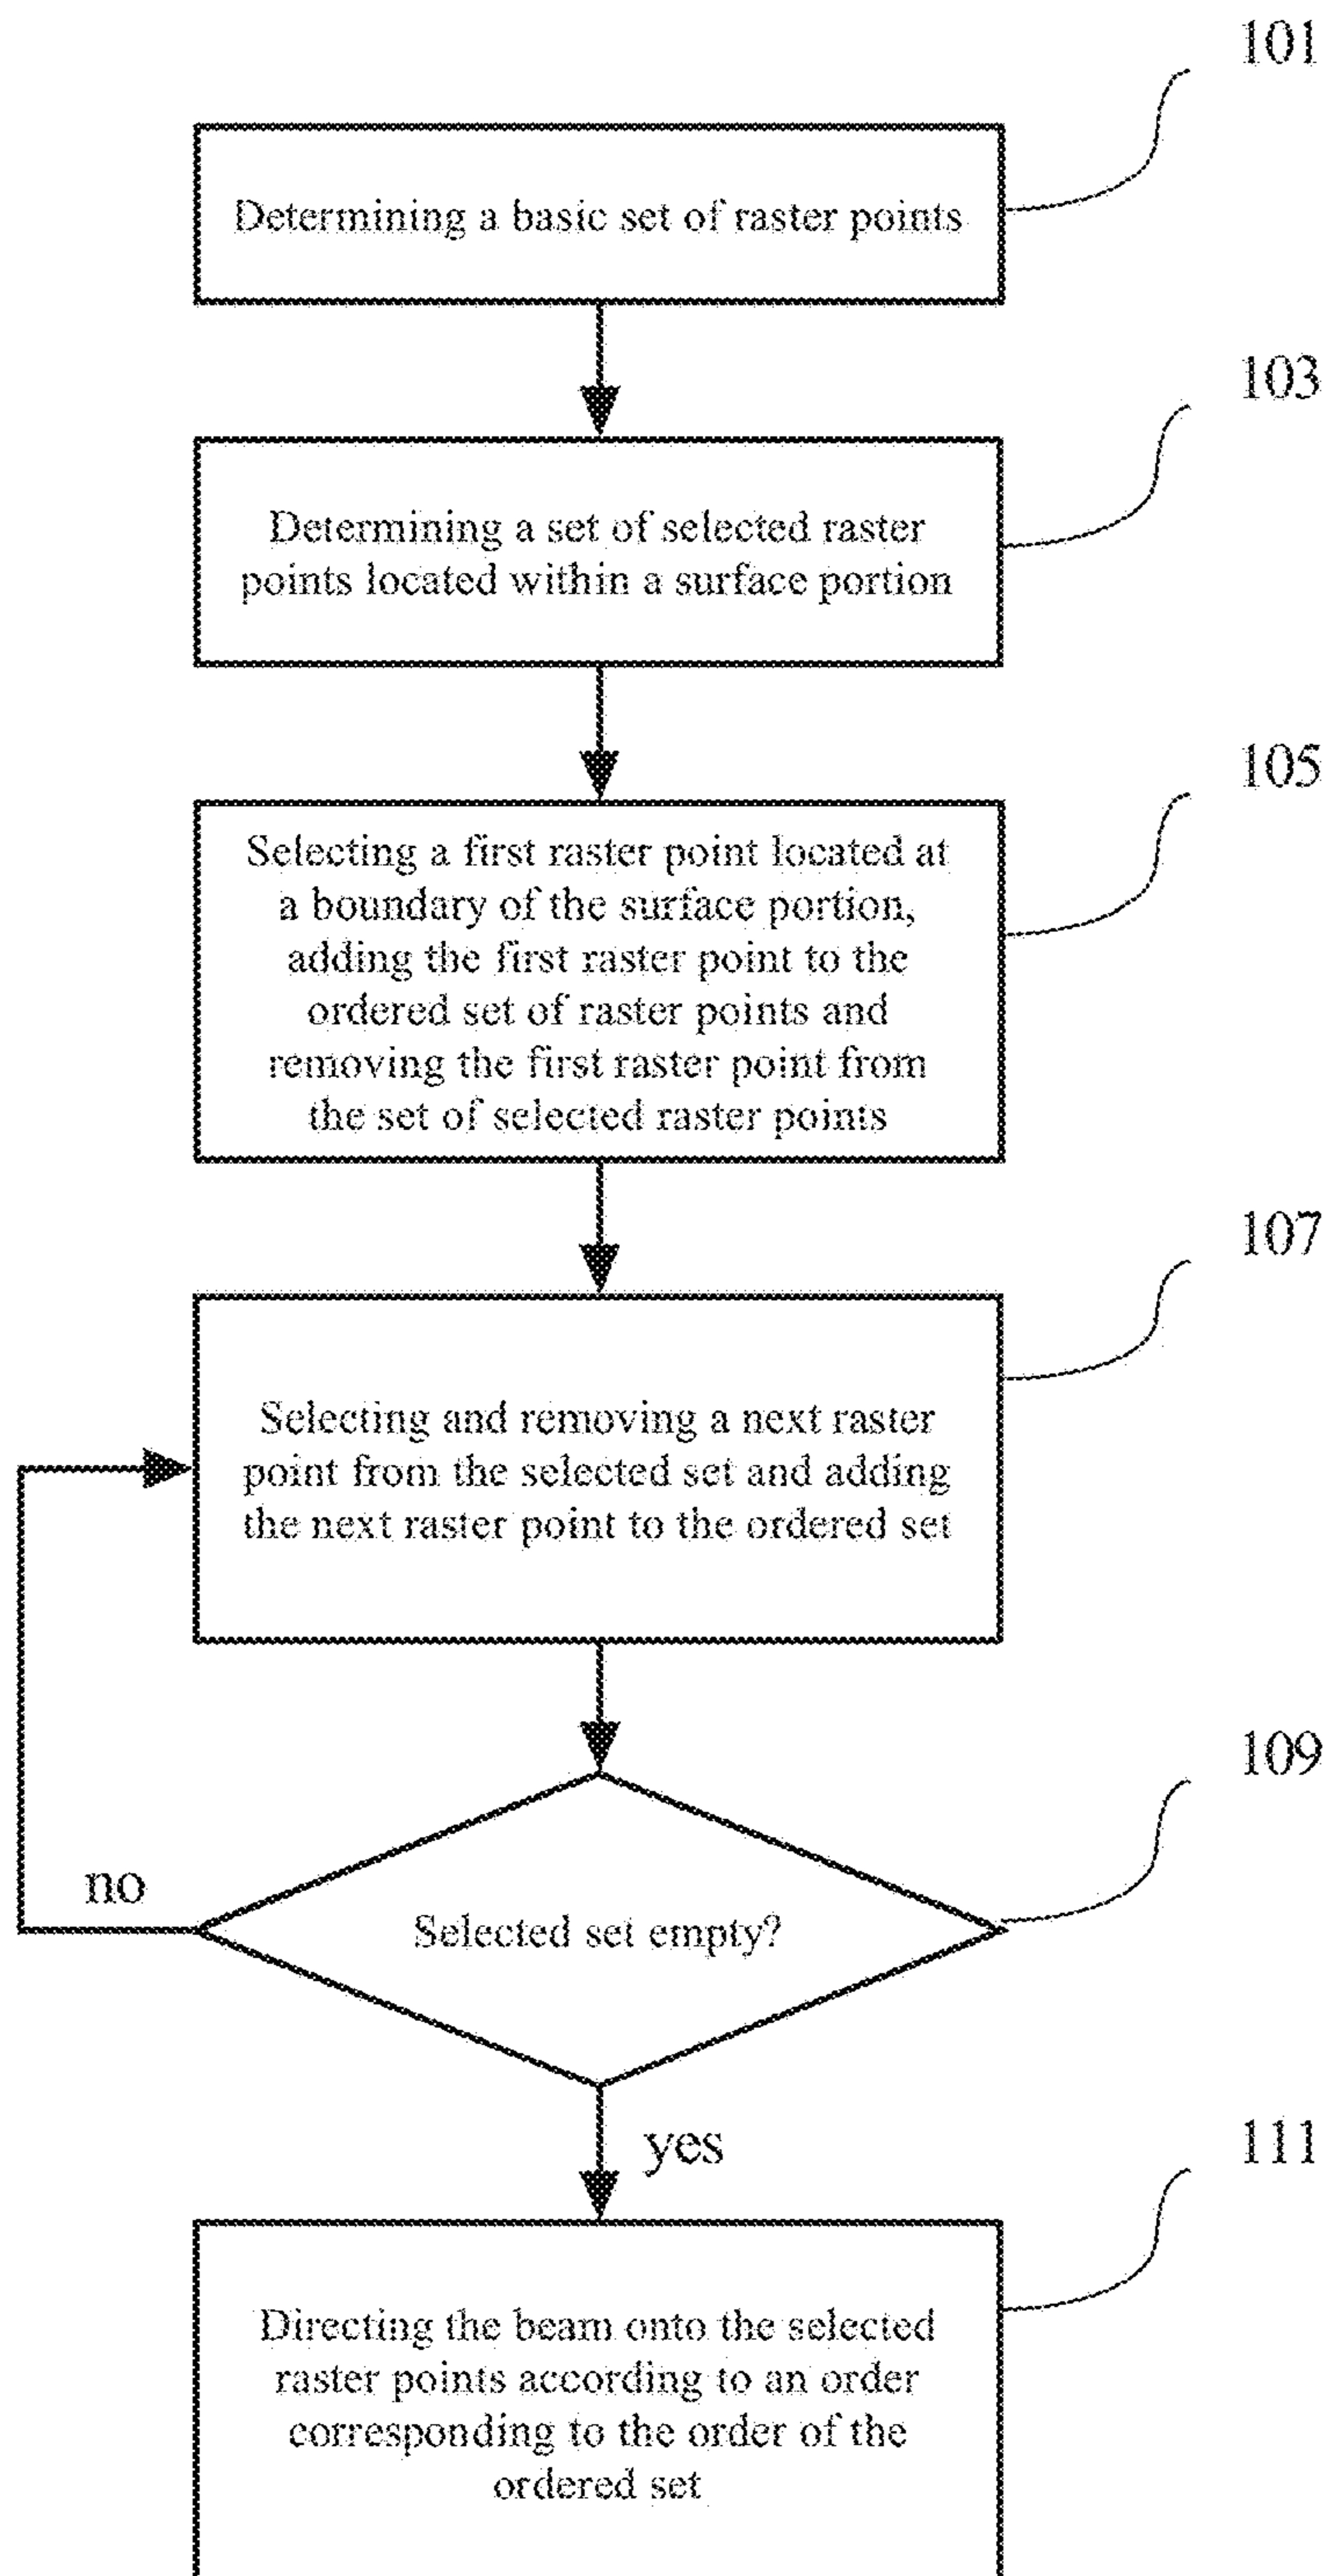 101
Determining a basic set of raster points
103
Determining a set of selected raster
points located within a surface portion
105
Selecting a first raster point located at
a boundary of the surface portion,
adding the first raster point to the
ordered set of raster points and
removing the first raster point from
the set of selected raster points
107
Selecting and removing a next raster
point from the selected set and adding
the next raster point to the ordered set
109
no
Selected set empty?
yes
111
Directing the beam onto the selected
raster points according to an order
corresponding to the order of the
ordered set